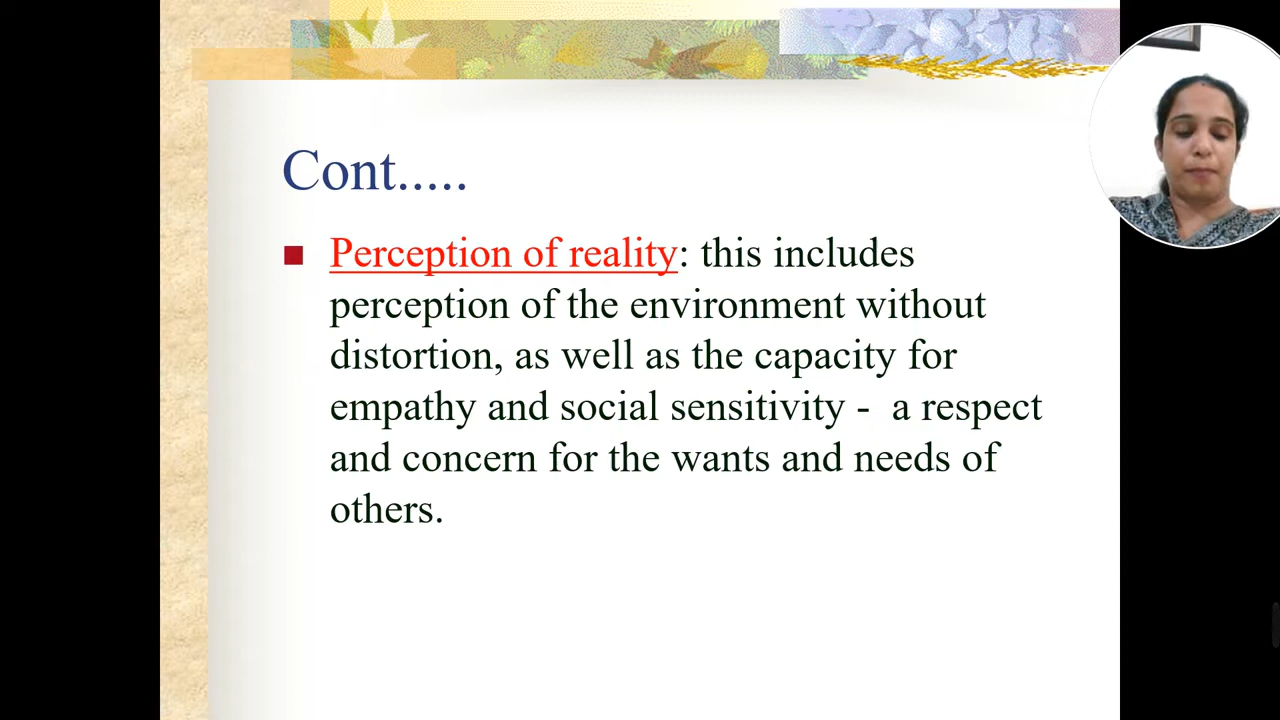 Cont.....
■ Perception of reality: this includes
perception of the environment without
distortion, as well as the capacity for
empathy and social sensitivity -  a respect
and concern for the wants and needs of
others.